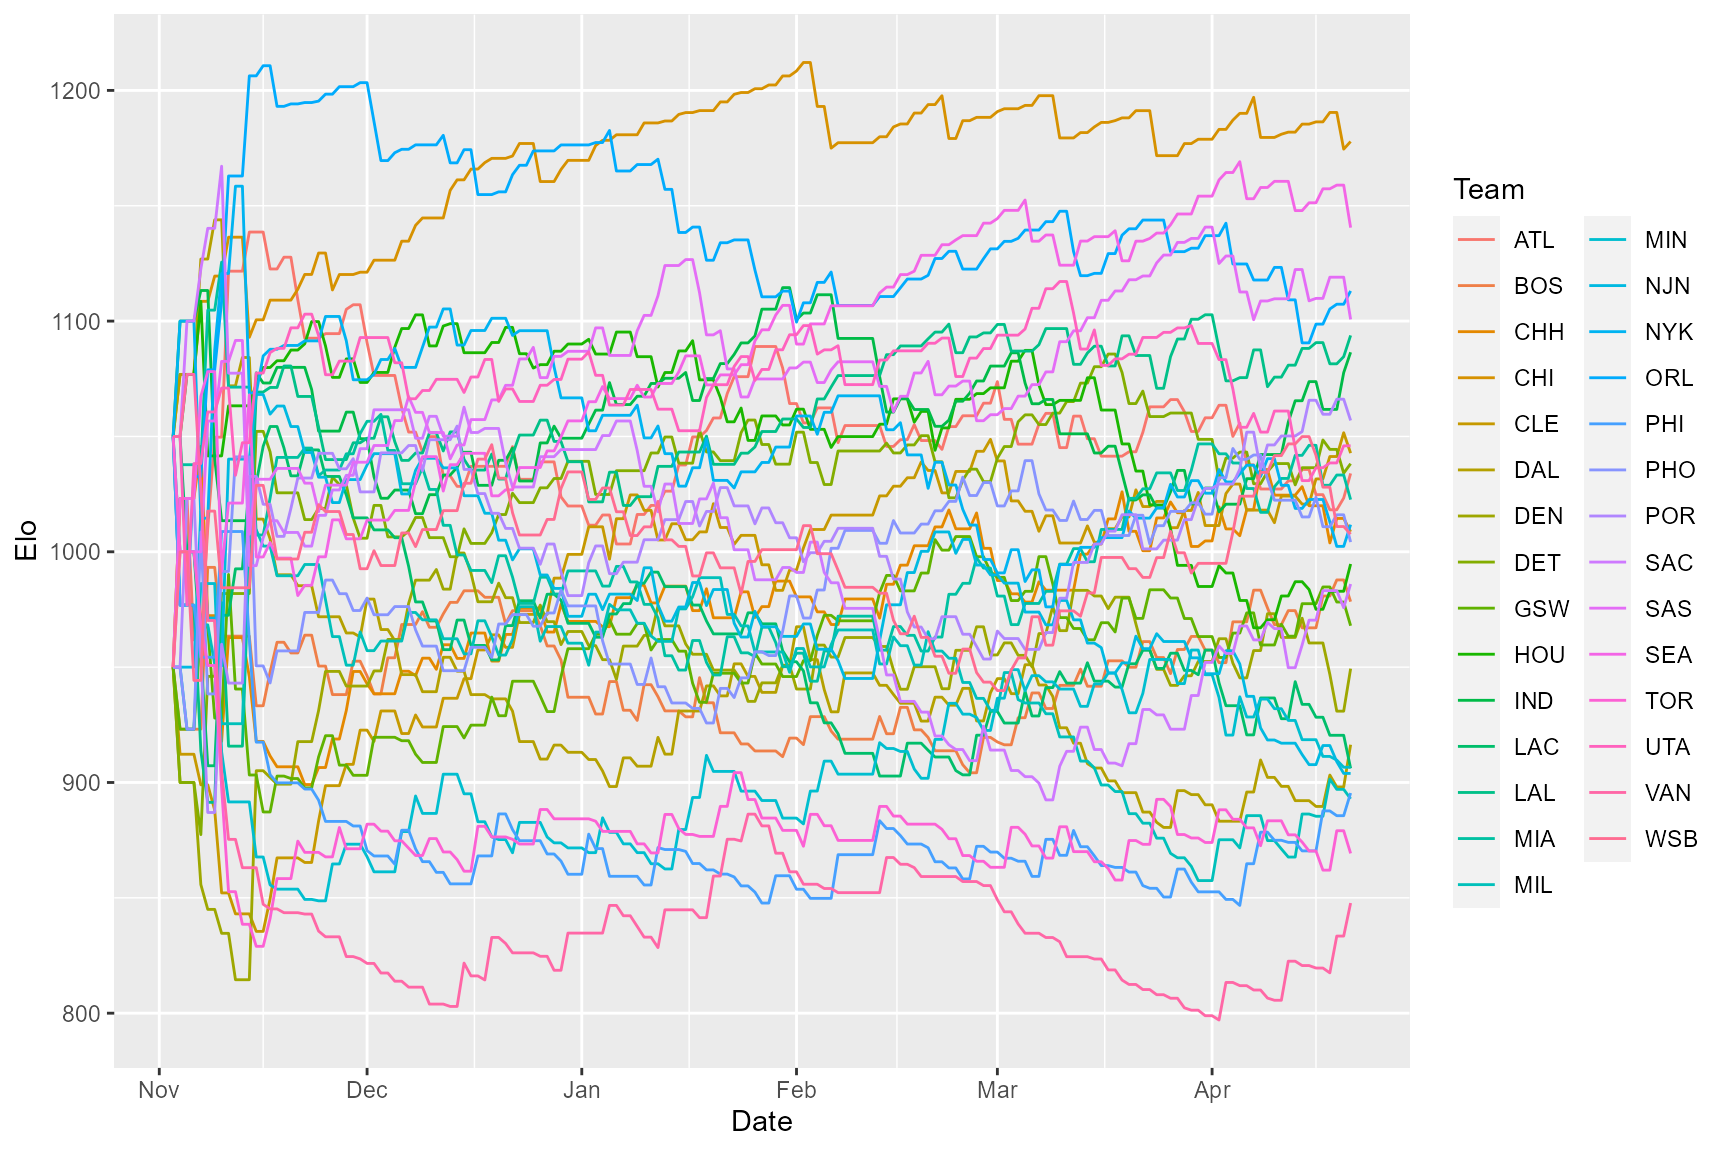 Elo
1200
1100
1000
900
800
Nov
Dec
Jan
Feb
Mar
Apr
Date
Team
ATL
BOS
CHH
CHI
CLE
DAL
DEN
DET
GSW
HOU
IND
LAC
LAL
MIA
MIL
MIN
NJN
NYK
ORL
PHI
PHO
POR
SAC
SAS
SEA
TOR
UTA
VAN
WSB